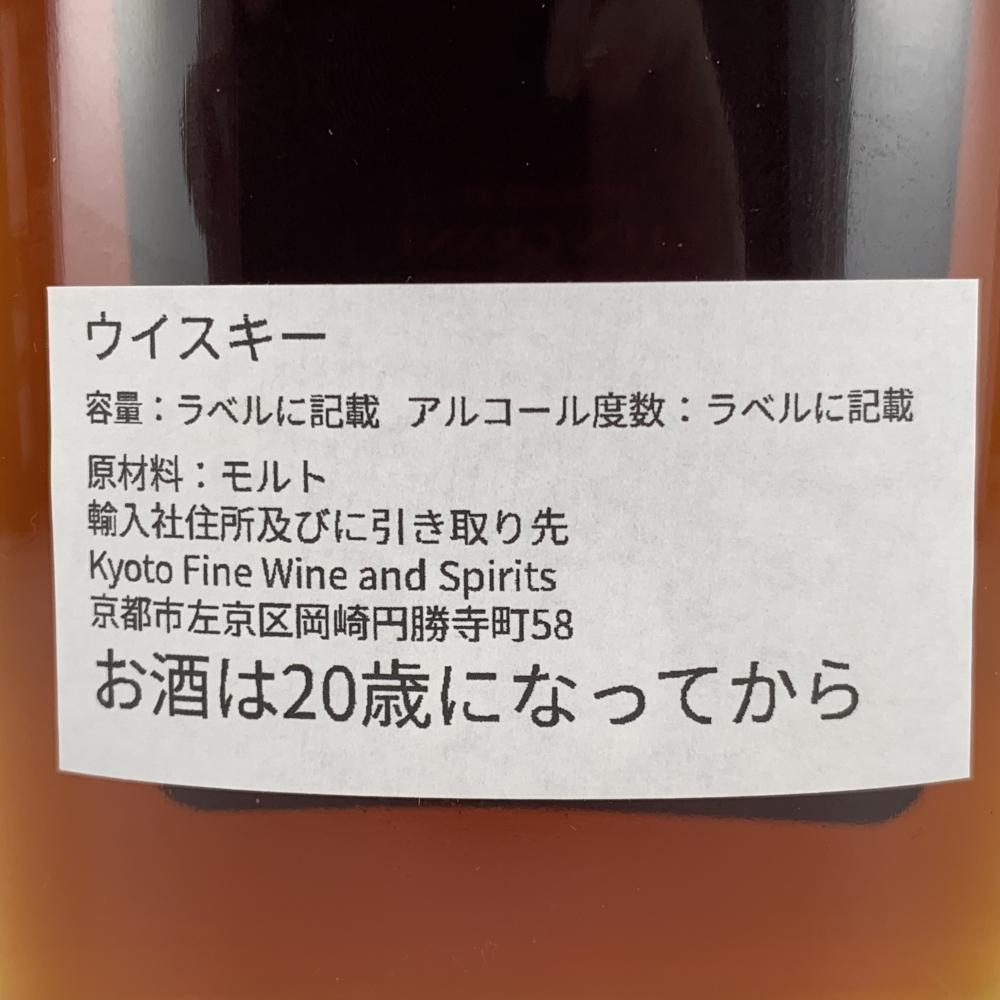 ウイスキー
容量：ラベルに記載 アルコール度数：ラベルに記載
原材料：モルト
輸入社住所及びに引き取り先
Kyoto Fine Wine and Spirits
京都市左京区岡崎円勝寺町58
お酒は20歳になってから